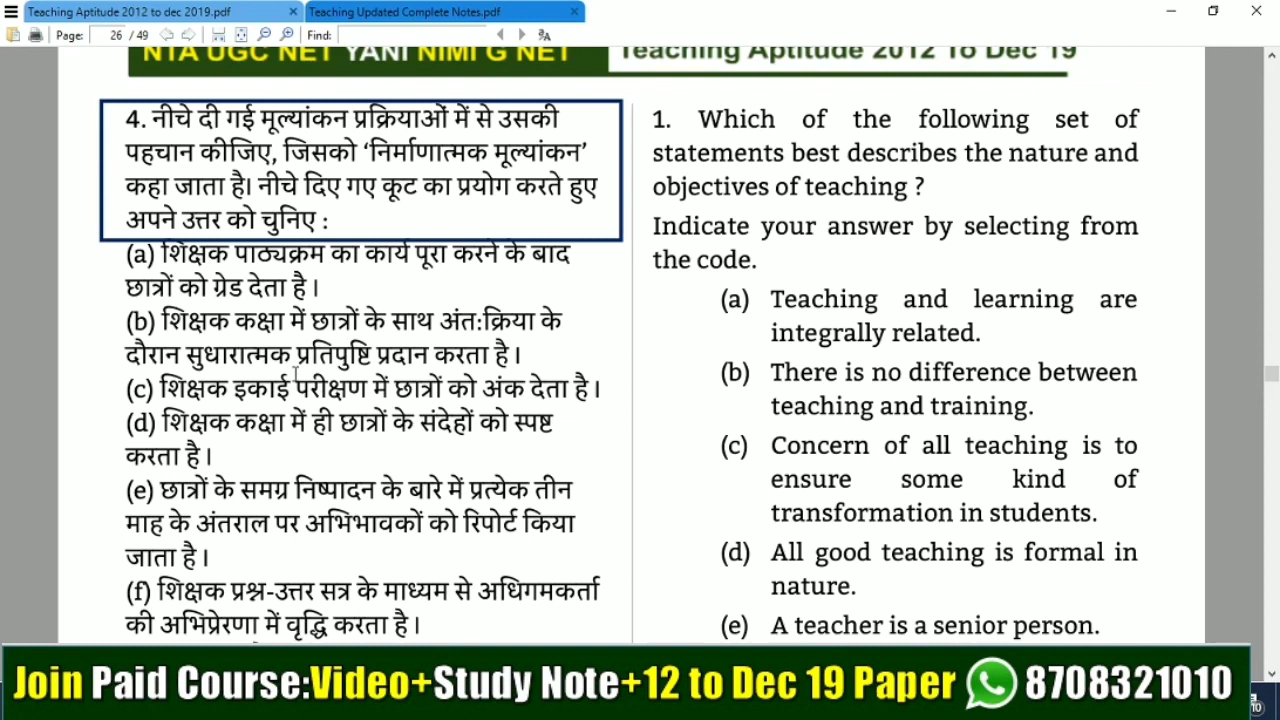 Teaching Aptitude 2012 to dec 2019.pdf
Teaching Updated Complete Notes.pdf
Page: 26 / 49
Find:
NTA UGC NET YANI NIMI G NET
Teaching Aptitude 2012 To Dec 19
4. नीचे दी गई मूल्यांकन प्रक्रियाओं में से उसकी
पहचान कीजिए, जिसको ‘निर्माणात्मक मूल्यांकन’
कहा जाता है। नीचे दिए गए कूट का प्रयोग करते हुए
अपने उत्तर को चुनिए :
(a) शिक्षक पाठ्यक्रम का कार्य पूरा करने के बाद
छात्रों को ग्रेड देता है ।
(b) शिक्षक कक्षा में छात्रों के साथ अंत:क्रिया के
दौरान सुधारात्मक प्रतिपुष्टि प्रदान करता है ।
(c) शिक्षक इकाई परीक्षण में छात्रों को अंक देता है ।
(d) शिक्षक कक्षा में ही छात्रों के संदेहों को स्पष्ट
करता है ।
(e) छात्रों के समग्र निष्पादन के बारे में प्रत्येक तीन
माह के अंतराल पर अभिभावकों को रिपोर्ट किया
जाता है ।
(f) शिक्षक प्रश्न-उत्तर सत्र के माध्यम से अधिगमकर्ता
की अभिप्रेरणा में वृद्धि करता है ।
1. Which of the following set of
statements best describes the nature and
objectives of teaching ?
Indicate your answer by selecting from
the code.
(a) Teaching and learning are
integrally related.
(b) There is no difference between
teaching and training.
(c) Concern of all teaching is to
ensure some kind of
transformation in students.
(d) All good teaching is formal in
nature.
(e) A teacher is a senior person.
Join Paid Course:Video+Study Note+12 to Dec 19 Paper 8708321010